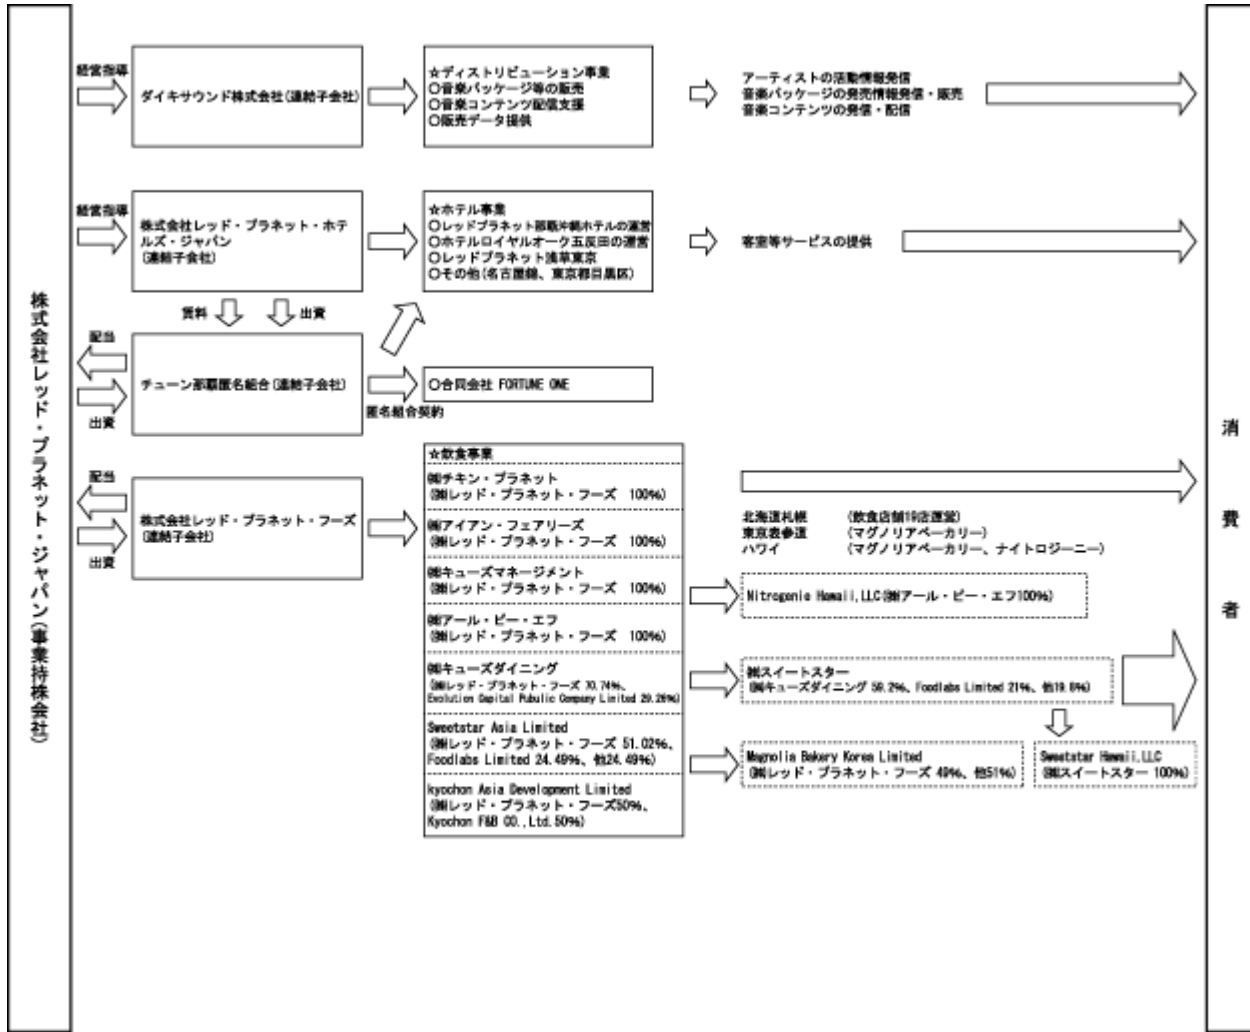 株式会社レッド・プラネット・ジャパン(事業持株会社)
経営指導
ダイキサウンド株式会社(連結子会社)
☆ディストリビューション事業
○音楽パッケージ等の販売
○音楽コンテンツ配信支援
○販売データ提供
アーティストの活動情報発信
音楽パッケージの発売情報発信・販売
音楽コンテンツの発信・配信
経営指導
株式会社レッド・プラネット・ホテ
ルズ・ジャパン
(連結子会社)
☆ホテル事業
○レッドプラネット那覇沖縄ホテルの運営
○ホテルロイヤルオーク五反田の運営
○レッドプラネット浅草東京
○その他(名古屋錦、東京都目黒区)
客室等サービスの提供
賃料
出資
配当
出資
チューン那覇匿名組合(連結子会社)
匿名組合契約
○合同会社 FORTUNE ONE
配当
出資
株式会社レッド・プラネット・フーズ
(連結子会社)
☆飲食事業
㈱チキン・プラネット
(㈱レッド・プラネット・フーズ 100%)
㈱アイアン・フェアリーズ
(㈱レッド・プラネット・フーズ 100%)
㈱キューズマネージメント
(㈱レッド・プラネット・フーズ 100%)
㈱アール・ビー・エフ
(㈱レッド・プラネット・フーズ 100%)
㈱キューズダイニング
(㈱レッド・プラネット・フーズ 70.74%、
Evolution Capital Pubulic Company Limited 29.26%)
Sweetstar Asia Limited
(㈱レッド・プラネット・フーズ 51.02%、
Foodlabs Limited 24.49%、他24.49%)
kyochon Asia Development Limited
(㈱レッド・プラネット・フーズ50%、
Kyochon F&B CO.,Ltd.50%)
北海道札幌 (飲食店舗19店運営)
東京表参道 (マグノリアベーカリー)
ハワイ (マグノリアベーカリー、ナイトロジーニー)
Nitrogenie Hawaii,LLC(㈱アール・ビー・エフ100%)
㈱スイートスター
(㈱キューズダイニング 59.2%、Foodlabs Limited 21%、他19.8%)
Magnolia Bakery Korea Limited
(㈱レッド・プラネット・フーズ 49%、他51%)
Sweetstar Hawaii,LLC
(㈱スイートスター 100%)
消費者